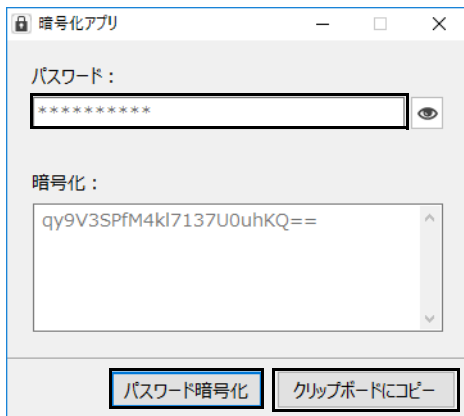 暗号化アプリ
パスワード：
**********
暗号化：
qy9V3SPfM4kl7137U0uhKQ==
パスワード暗号化 クリップボードにコピー